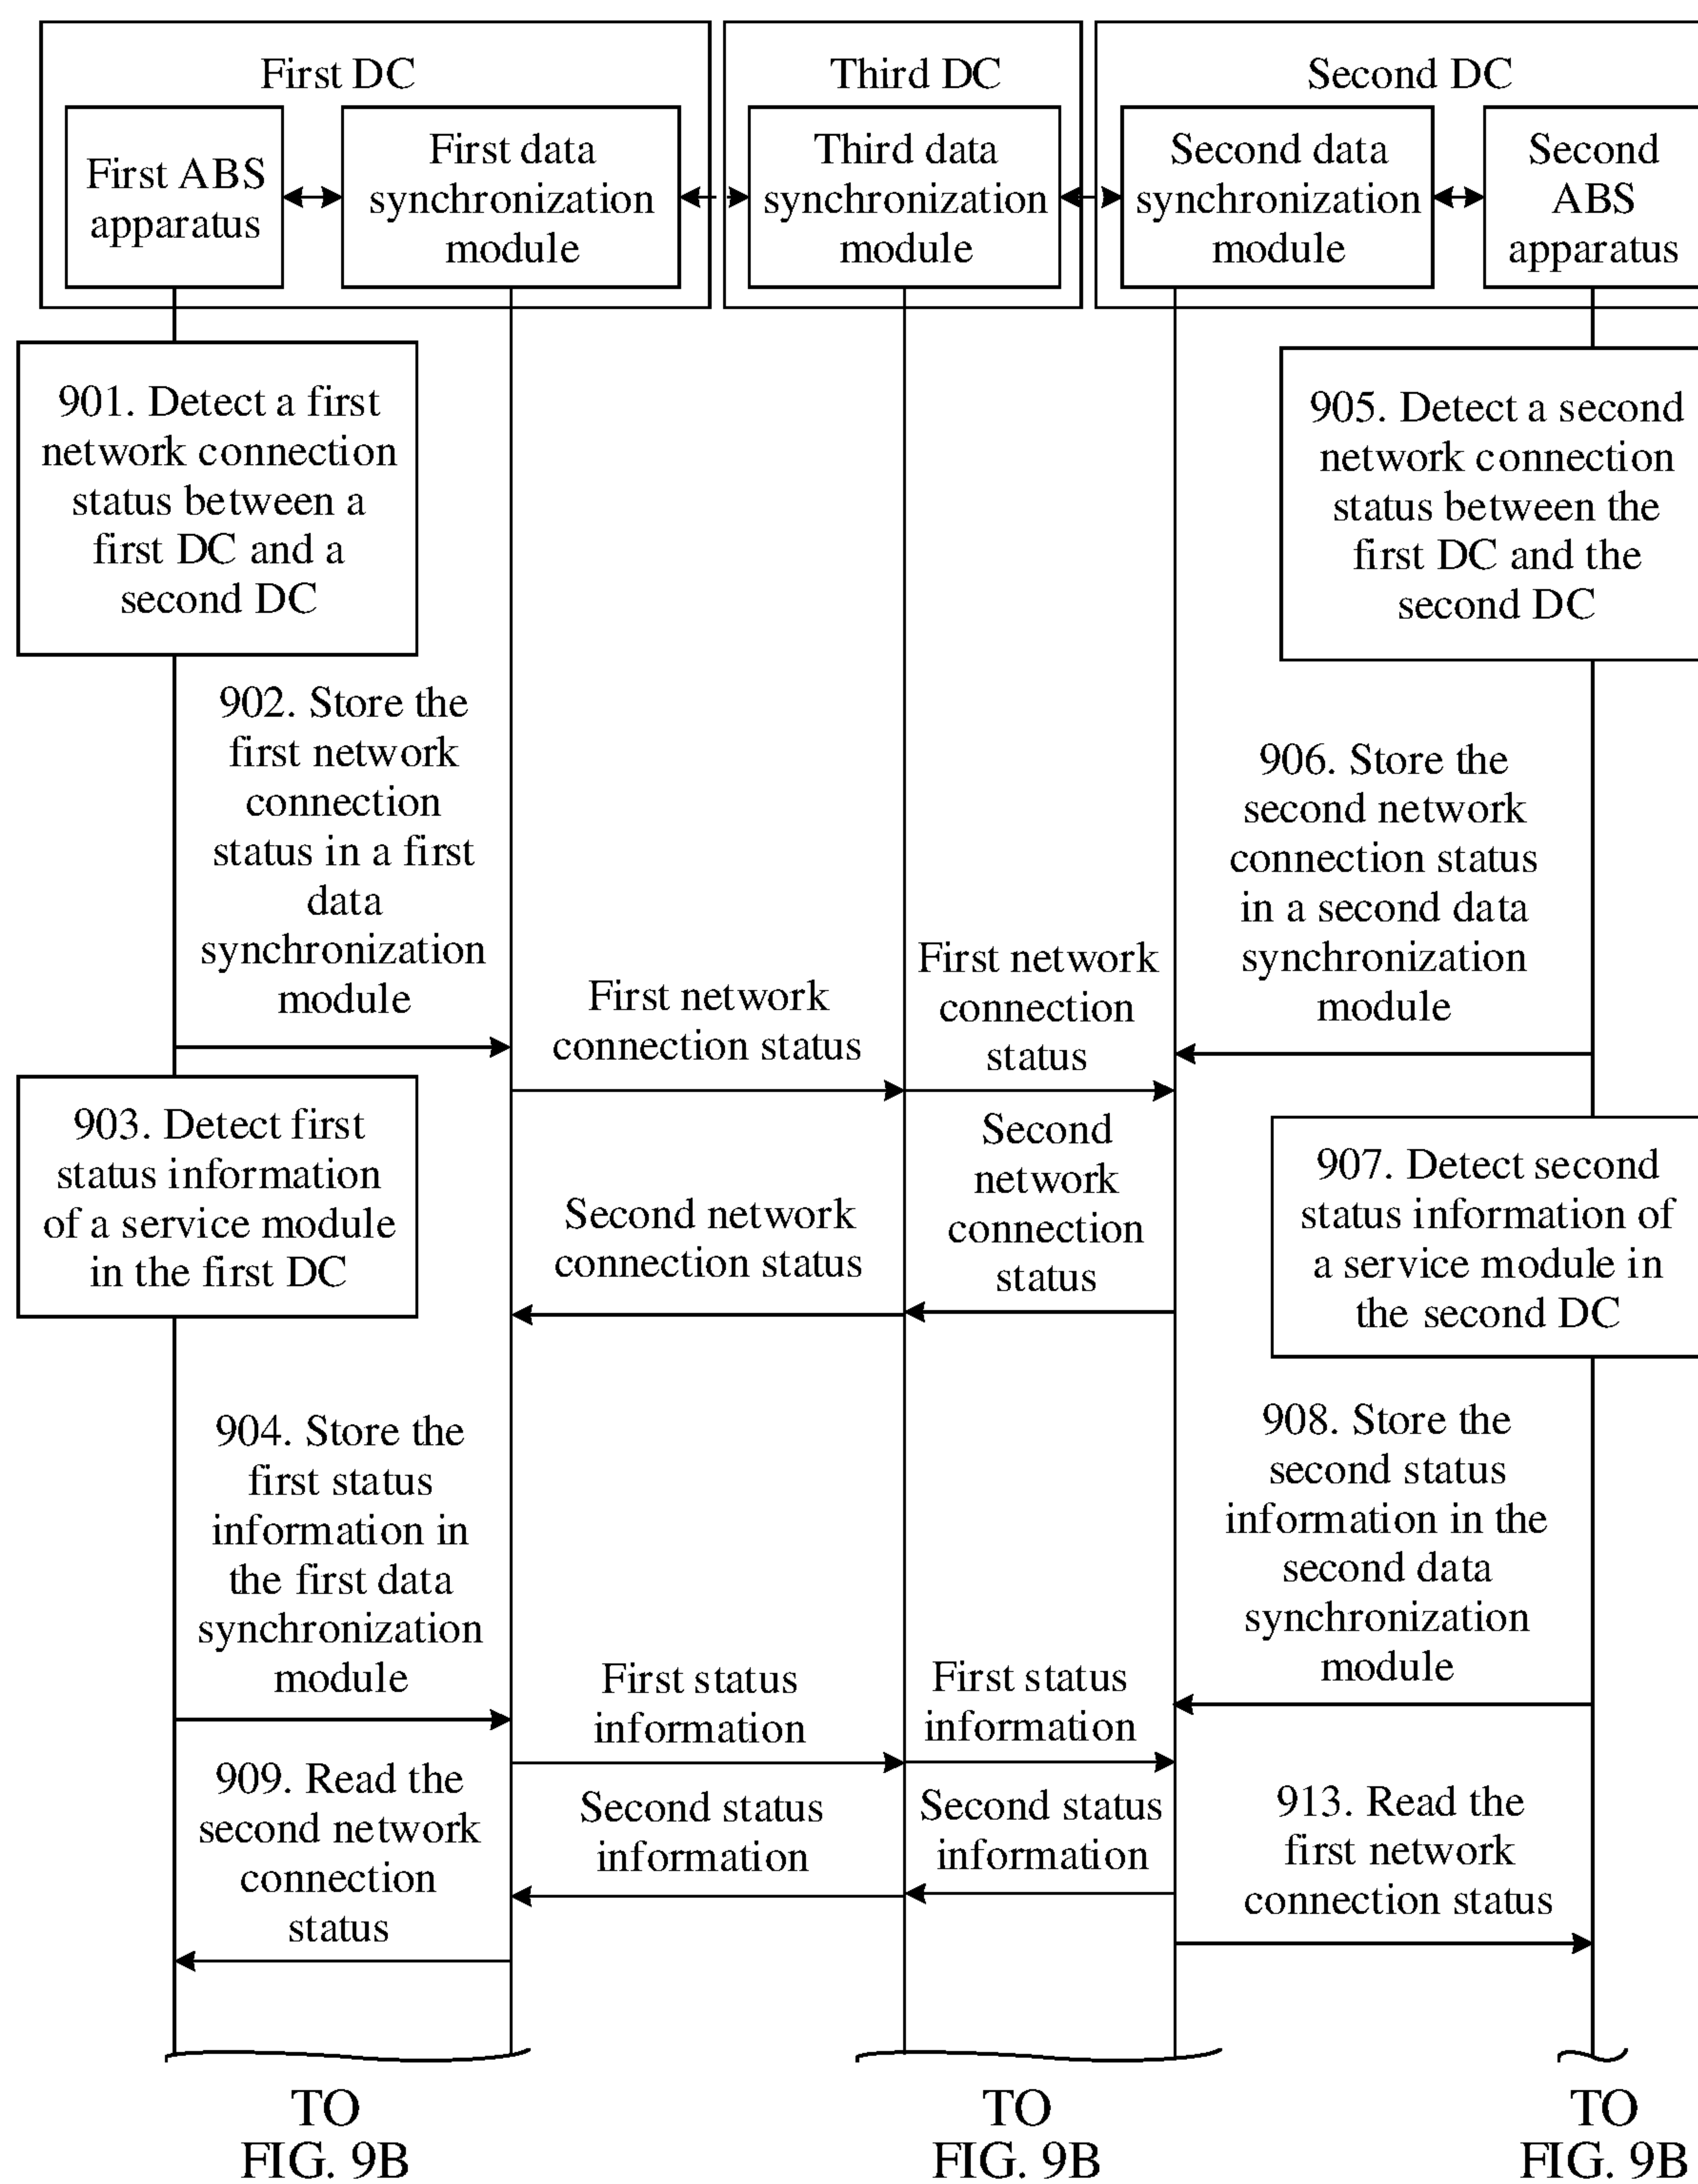 First DC
Third DC
Second DC
First ABS
apparatus
First data
synchronization
module
Third data
synchronization
module
Second data
synchronization
module
Second
ABS
apparatus
901. Detect a first
network connection
status between a
first DC and a
second DC
905. Detect a second
network connection
status between the
first DC and the
second DC
902. Store the
first network
connection
status in a first
data
synchronization
module
906. Store the
second network
connection status
in a second data
synchronization
module
First network
connection status
First network
connection
status
903. Detect first
status information
of a service module
in the first DC
Second network
connection status
Second
network
connection
status
907. Detect second
status information of
a service module in
the second DC
904. Store the
first status
information in
the first data
synchronization
module
908. Store the
second status
information in the
second data
synchronization
module
First status
information
First status
information
909. Read the
second network
connection
status
Second status
information
Second status
information
913. Read the
first network
connection status
TO
FIG. 9B
TO
FIG. 9B
TO
FIG. 9B